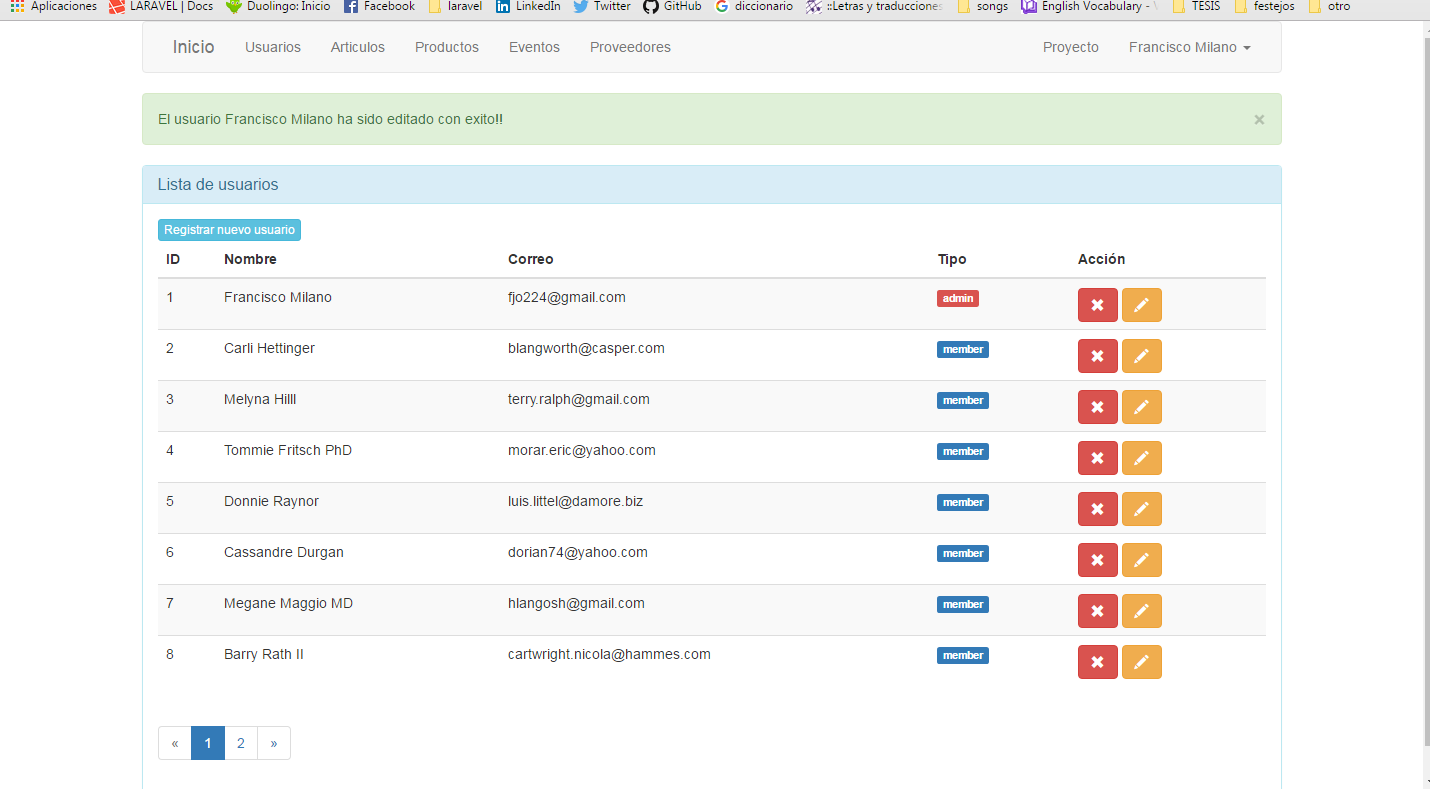 Aplicaciones LARAVEL | Docs Duolingo: Inicio Facebook laravel LinkedIn Twitter GitHub diccionario ::Letras y traducciones songs English Vocabulary - TESIS festejos otro
Inicio Usuarios Articulos Productos Eventos Proveedores Proyecto Francisco Milano
El usuario Francisco Milano ha sido editado con exito!! ×
Lista de usuarios
Registrar nuevo usuario
ID Nombre Correo Tipo Acción
1 Francisco Milano fjo224@gmail.com admin
2 Carli Hettinger blangworth@casper.com member
3 Melyna Hilll terry.ralph@gmail.com member
4 Tommie Fritsch PhD morar.eric@yahoo.com member
5 Donnie Raynor luis.littel@damore.biz member
6 Cassandre Durgan dorian74@yahoo.com member
7 Megane Maggio MD hlangosh@gmail.com member
8 Barry Rath II cartwright.nicola@hammes.com member
« 1 2 »